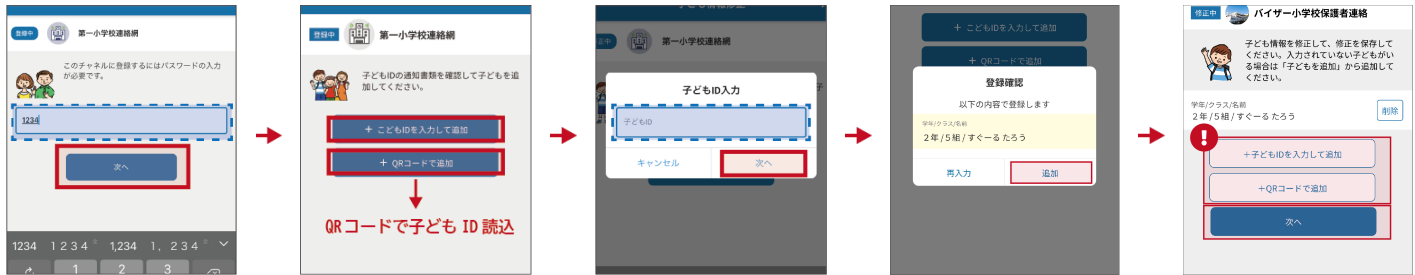 登録中
第一小学校連絡網
このチャネルに登録するにはパスワードの入力
が必要です。
1234
次へ
1234 １２３４ 1,234 １，２３４
1 2 3
登録中
第一小学校連絡網
子どもIDの通知書類を確認して子どもを追
加してください。
＋ こどもIDを入力して追加
＋ QRコードで追加
QRコードで子ども ID 読込
子ども情報修正
第一小学校連絡網
子どもID入力
子どもID
キャンセル
次へ
＋ こどもIDを入力して追加
＋ QRコードで追加
登録確認
以下の内容で登録します
学年/クラス/名前
２年 / ５組 / すぐーる たろう
再入力
追加
修正中
バイザー小学校保護者連絡
子ども情報を修正して、修正を保存して
ください。入力されていない子どもがい
る場合は「子どもを追加」から追加して
ください。
学年/クラス/名前
２年 / ５組 / すぐーる たろう
削除
!
＋子どもIDを入力して追加
＋QRコードで追加
次へ